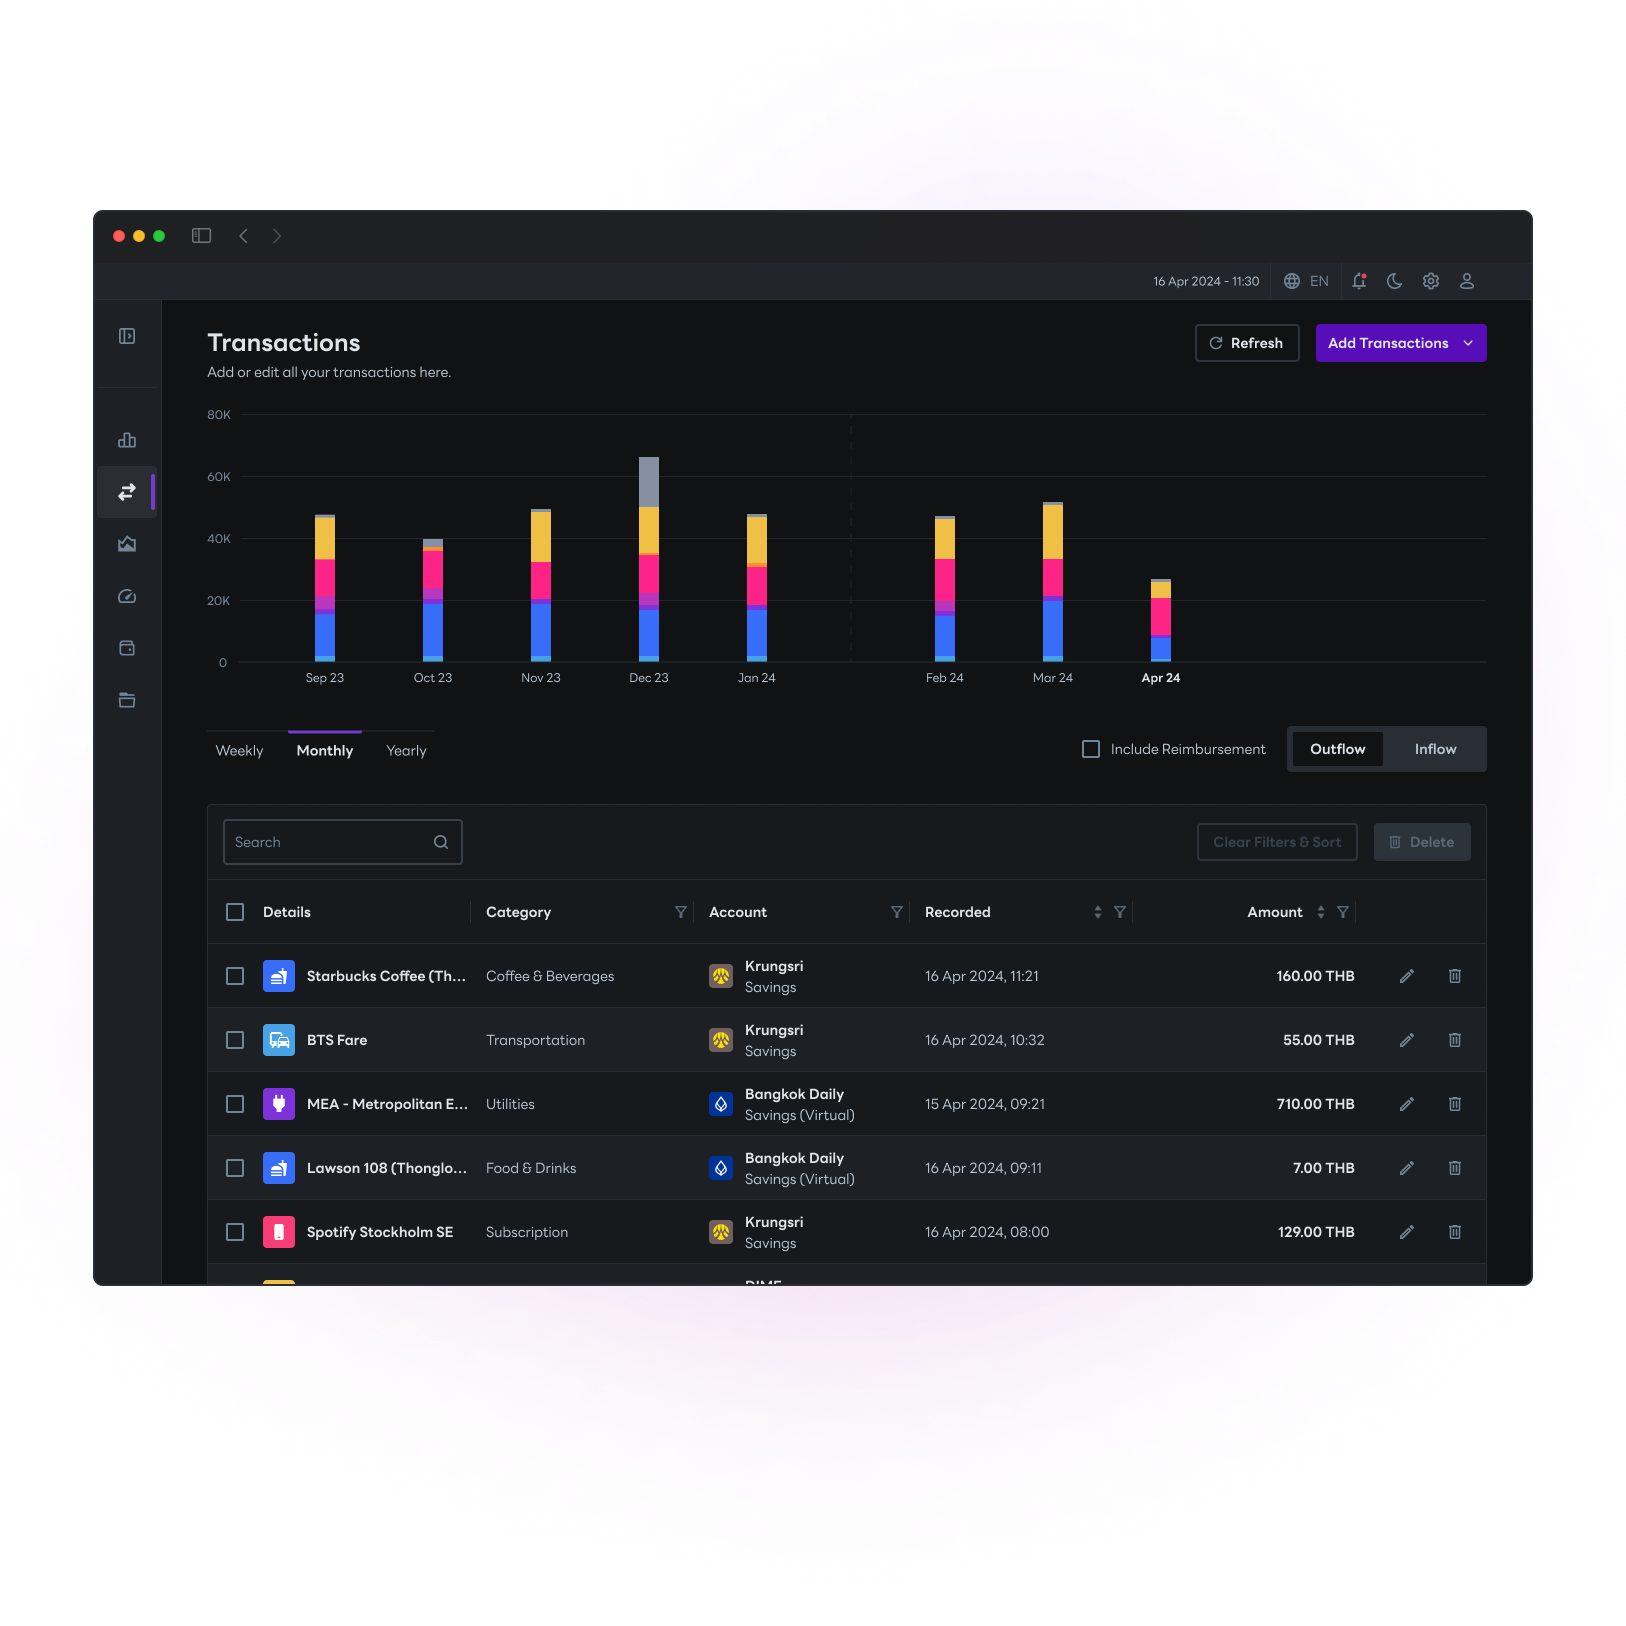 16 Apr 2024 - 11:30
EN
Transactions
Refresh
Add Transactions
Add or edit all your transactions here.
80K
60K
40K
20K
0
Sep 23
Oct 23
Nov 23
Dec 23
Jan 24
Feb 24
Mar 24
Apr 24
Weekly
Monthly
Yearly
Include Reimbursement
Outflow
Inflow
Search
Clear Filters & Sort
Delete
Details
Category
Account
Recorded
Amount
Starbucks Coffee (Th...
Coffee & Beverages
Krungsri
Savings
16 Apr 2024, 11:21
160.00 THB
BTS Fare
Transportation
Krungsri
Savings
16 Apr 2024, 10:32
55.00 THB
MEA - Metropolitan E...
Utilities
Bangkok Daily
Savings (Virtual)
15 Apr 2024, 09:21
710.00 THB
Lawson 108 (Thonglo...
Food & Drinks
Bangkok Daily
Savings (Virtual)
16 Apr 2024, 09:11
7.00 THB
Spotify Stockholm SE
Subscription
Krungsri
Savings
16 Apr 2024, 08:00
129.00 THB